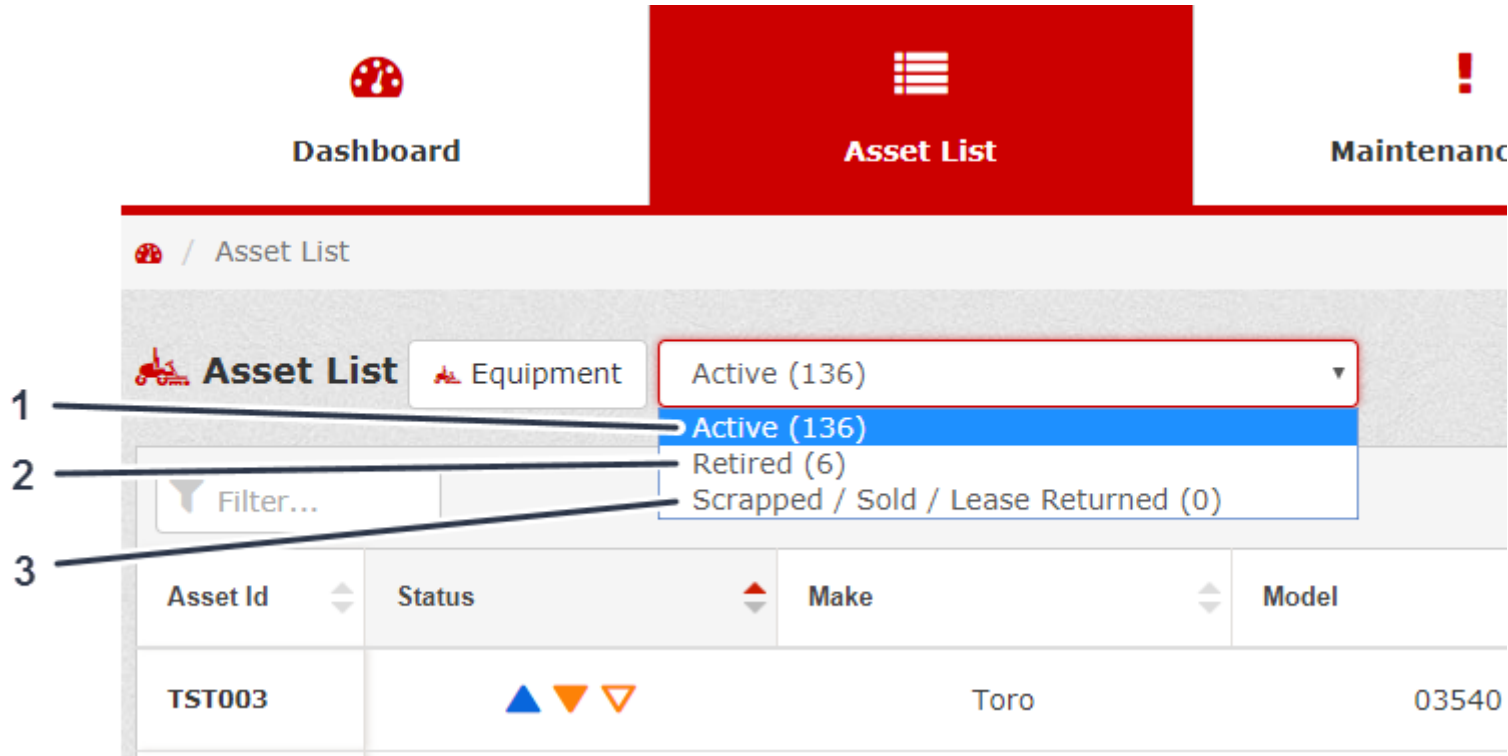 Dashboard
Asset List
Maintenanc
/ Asset List
Asset List
Equipment
Active (136)
1
Active (136)
2
Retired (6)
Filter...
Scrapped / Sold / Lease Returned (0)
3
Asset Id
Status
Make
Model
TST003
Toro
03540